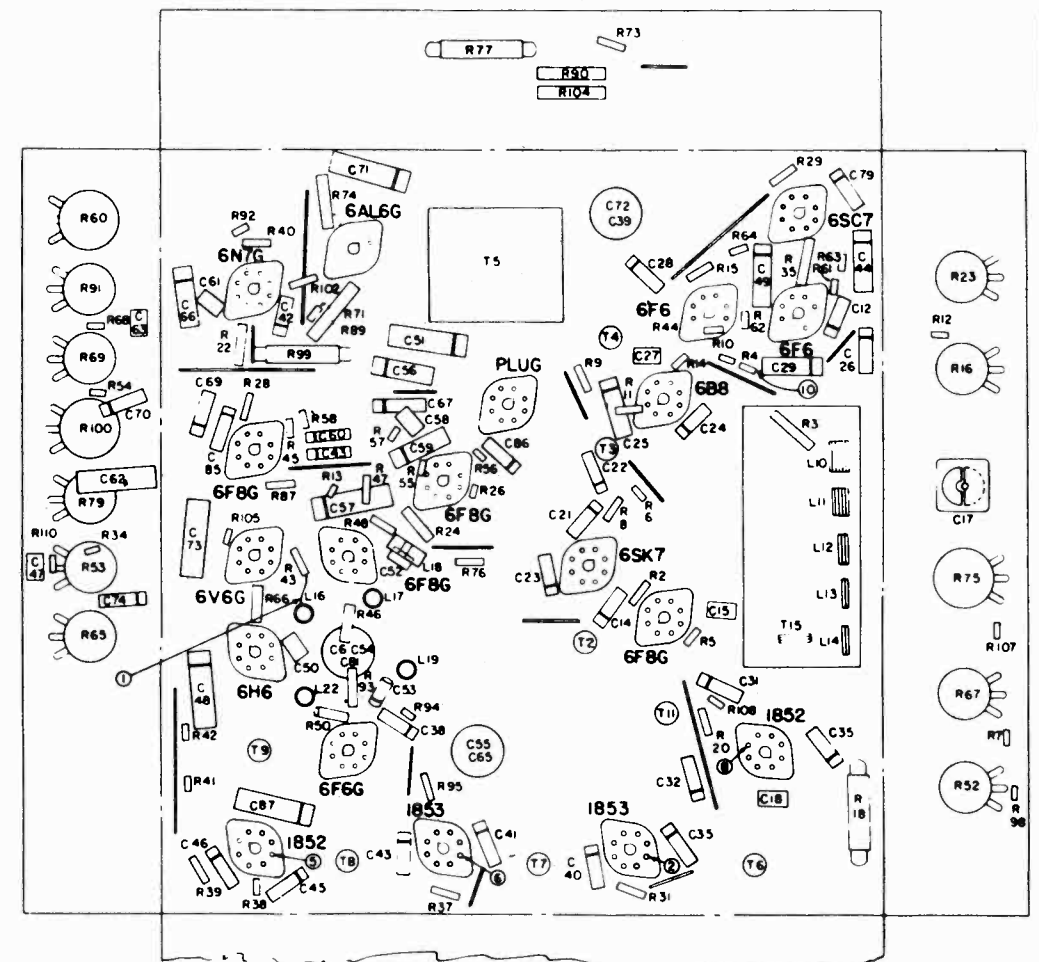 R73
R77
R90
R104
R29
C79
C71
R74
6AL6G
C72
C39
6SC7
R60
R92
R40
6N7G
T5
R64
R63
R61
C44
R35
C49
R15
C28
R23
R91
C61
C66
C42
R102
R71
R89
6F6
R44
R62
C12
6F6
R68
C63
R22
R99
C51
T4
R10
R12
R69
C56
PLUG
C27
R9
R14
R4
C29
C26
R16
R54
C70
C69
R28
C67
6B8
10
R11
R100
C85
R58
C58
C60
R57
C59
C25
C24
R3
R45
C43
C86
T3
L10
R56
C22
C62
R79
6F8G
R87
R13
R47
R55
R26
R6
R8
L11
C17
C57
6F8G
C21
R110
R34
C73
R105
R48
R24
L12
C47
R53
R43
C52
L18
6F8G
R76
C23
6SK7
R75
6V6G
R66
L16
L17
R2
L13
C74
R46
C14
C15
R65
T15
L14
C50
C6
C54
C81
T2
R5
R107
6F8G
1
6H6
L19
R93
C53
L22
C31
R108
R67
C48
R50
R94
C38
T11
1852
R42
T9
C55
C65
R20
8
C35
R7
6F6G
R41
C32
R95
C18
R52
R18
R98
C87
1853
1853
1852
C46
C41
C35
5
T8
C43
6
T7
C40
2
T6
R39
R38
C45
R37
R31